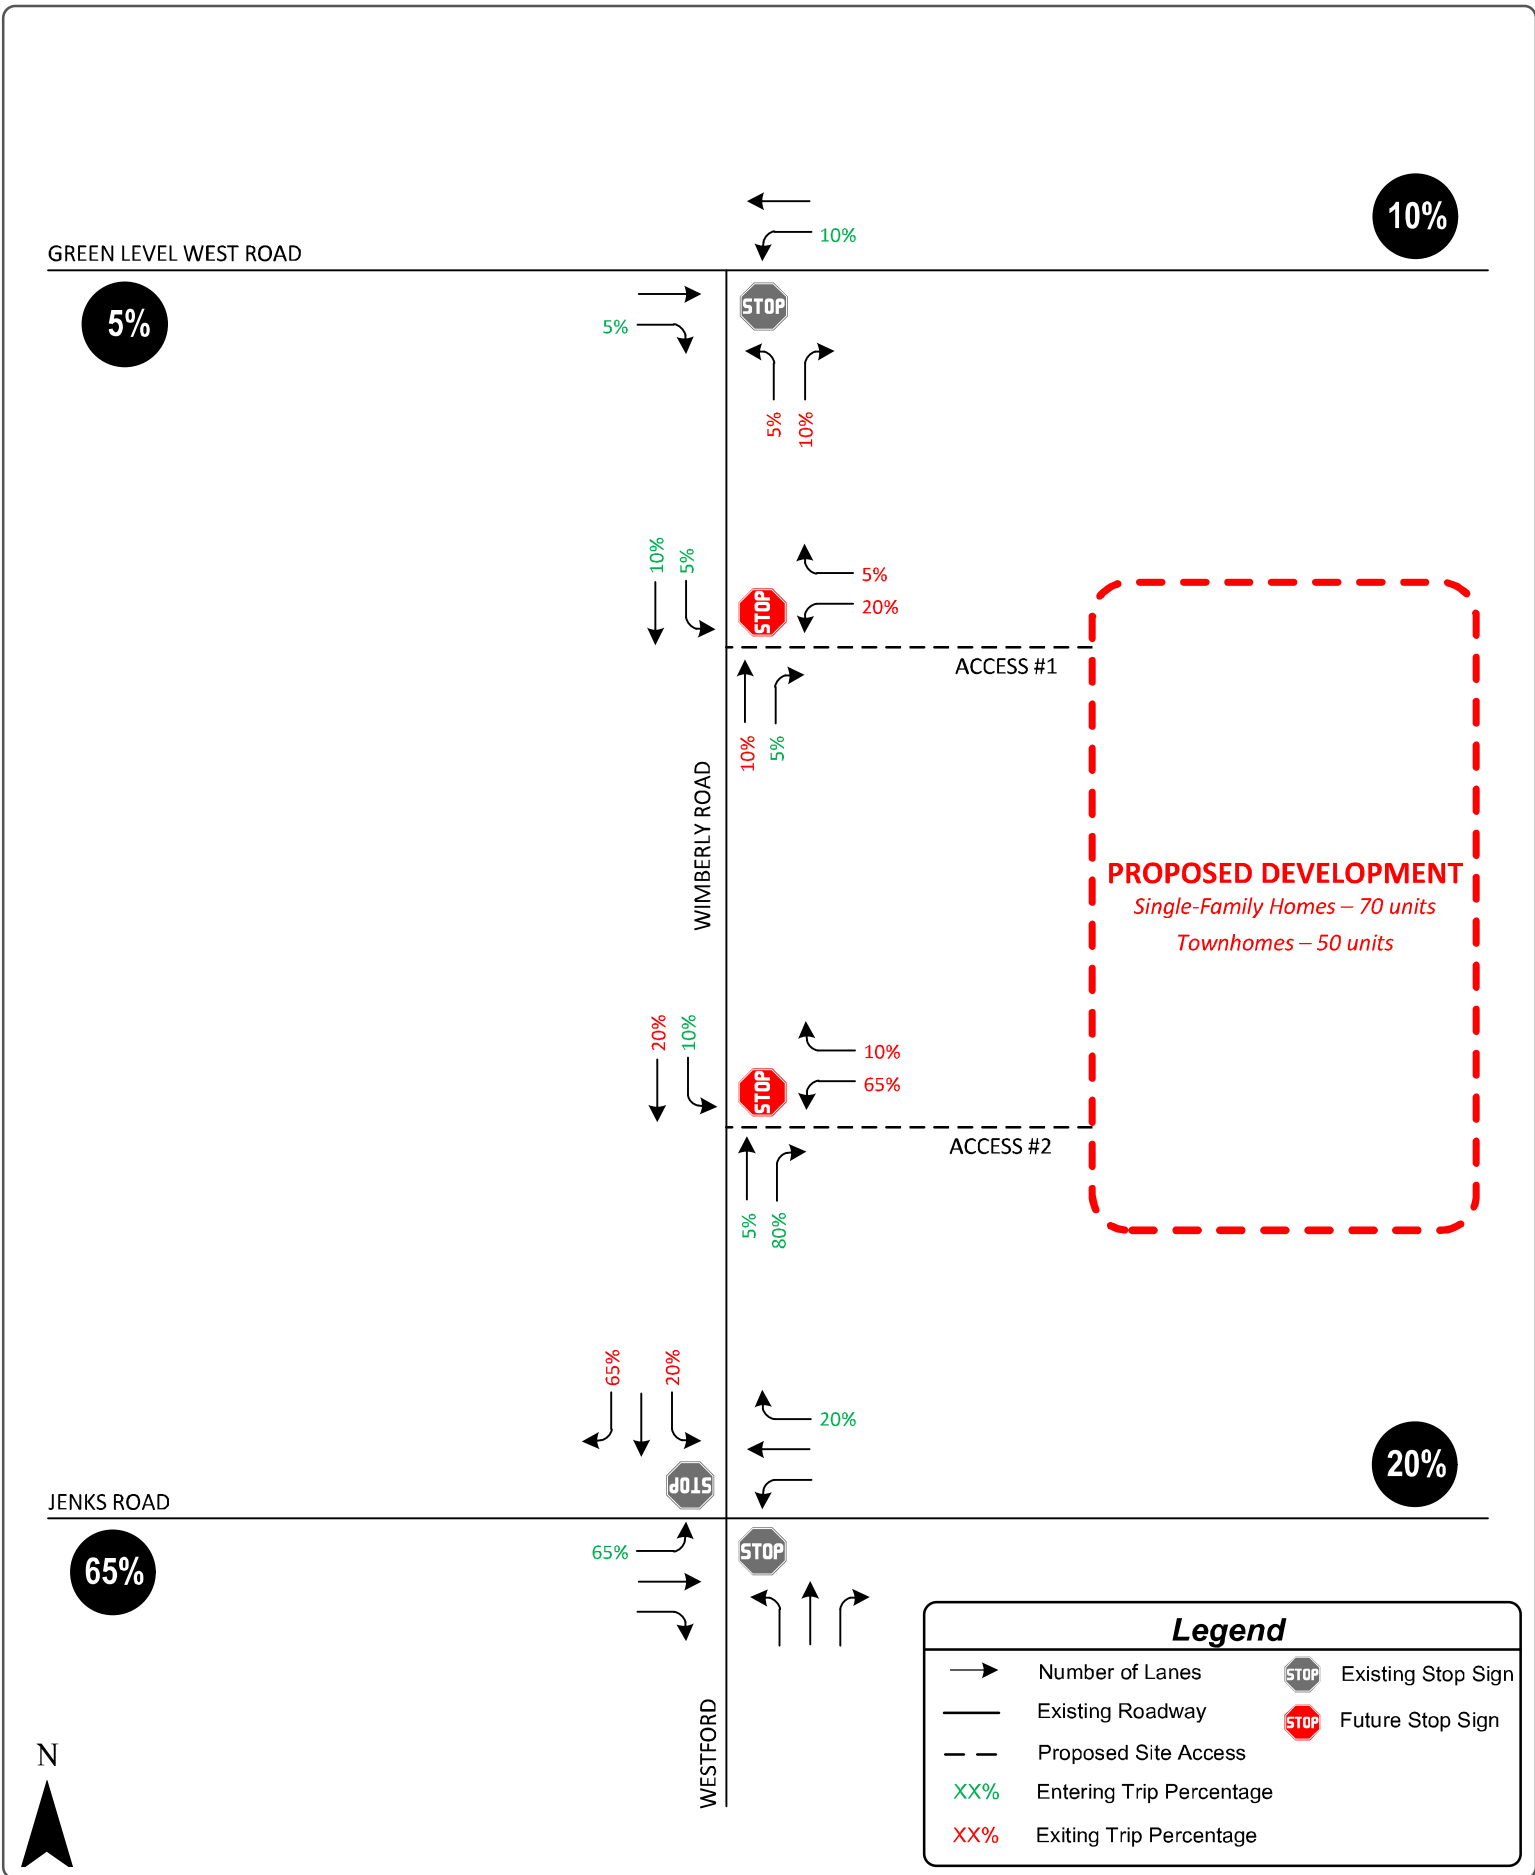 10%
10%
GREEN LEVEL WEST ROAD
5%
STOP
5%
5%
10%
10%
5%
5%
STOP
20%
ACCESS #1
10%
5%
WIMBERLY ROAD
PROPOSED DEVELOPMENT
Single-Family Homes – 70 units
Townhomes – 50 units
20%
10%
10%
STOP
65%
ACCESS #2
5%
80%
65%
20%
20%
20%
STOP
JENKS ROAD
65%
STOP
65%
WESTFORD
Legend
Number of Lanes
STOP
Existing Stop Sign
Existing Roadway
STOP
Future Stop Sign
Proposed Site Access
XX%
Entering Trip Percentage
XX%
Exiting Trip Percentage
N